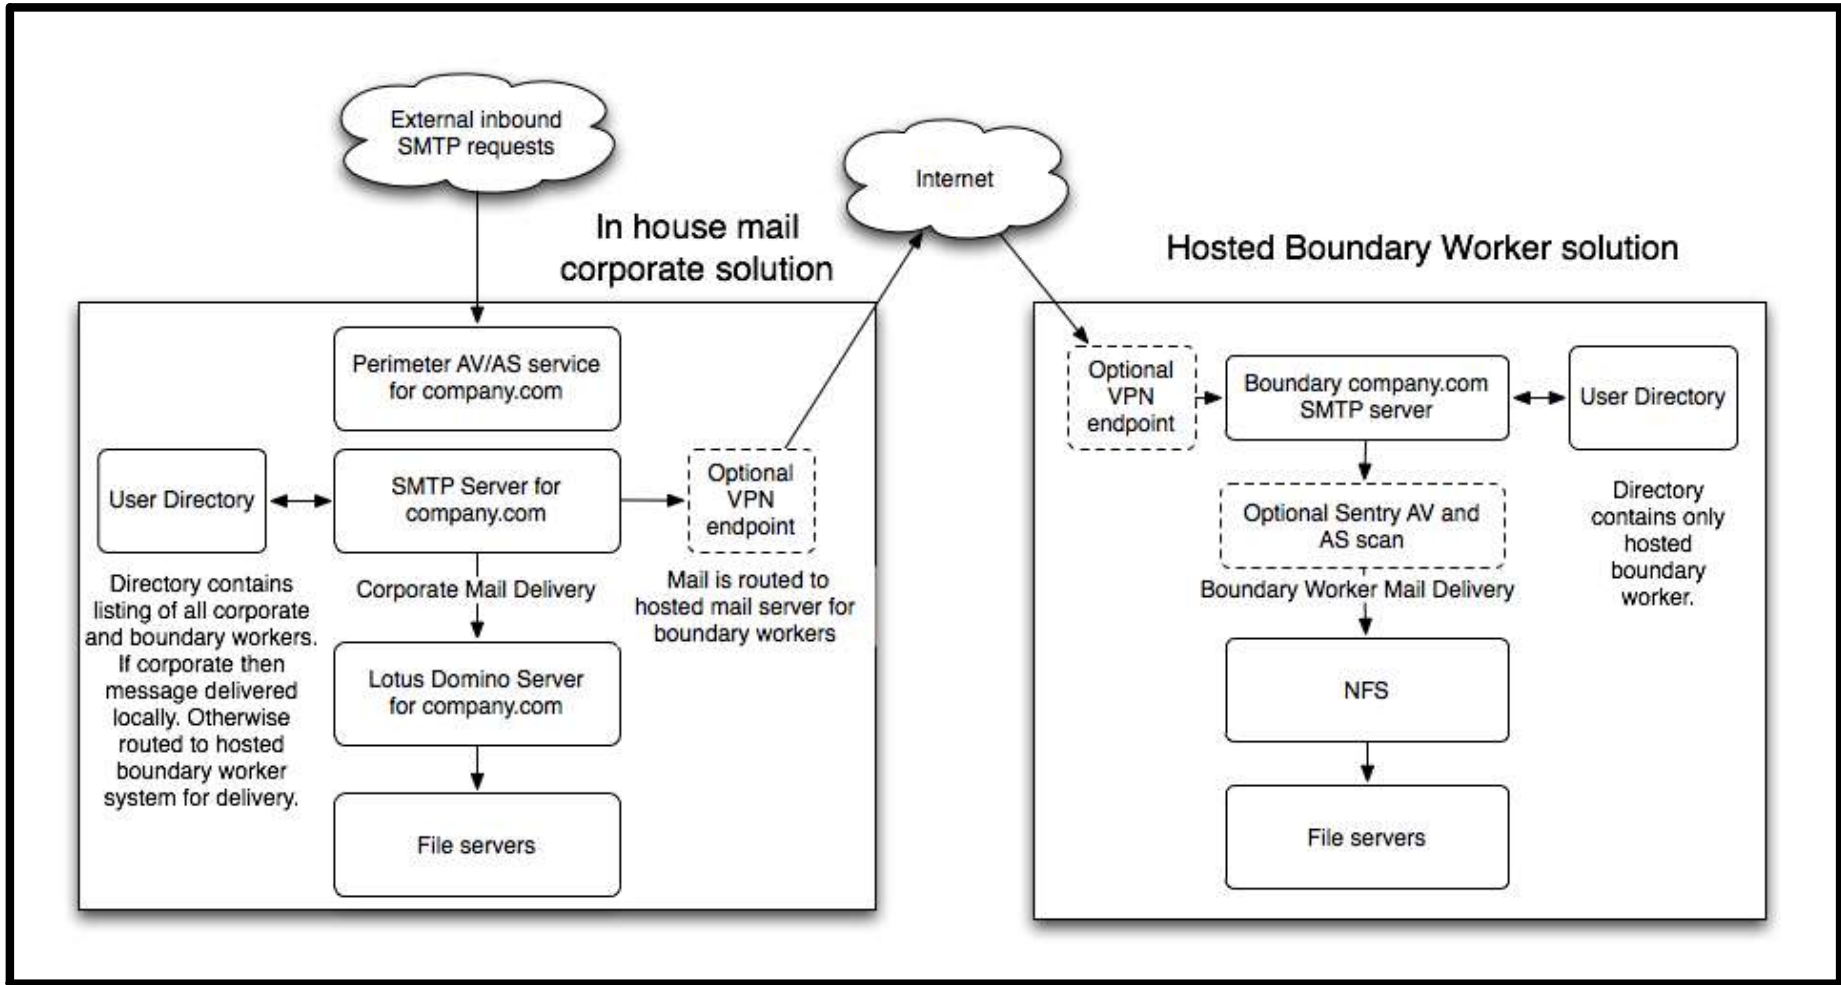 External inbound
SMTP requests
Internet
In house mail
corporate solution
Hosted Boundary Worker solution
Perimeter AV/AS service
for company.com
User Directory
SMTP Server for
company.com
Optional
VPN
endpoint
Directory contains
listing of all corporate
and boundary workers.
If corporate then
message delivered
locally. Otherwise
routed to hosted
boundary worker
system for delivery.
Corporate Mail Delivery
Mail is routed to
hosted mail server for
boundary workers
Lotus Domino Server
for company.com
File servers
Optional
VPN
endpoint
Boundary company.com
SMTP server
User Directory
Optional Sentry AV and
AS scan
Directory
contains only
hosted
boundary
worker.
Boundary Worker Mail Delivery
NFS
File servers